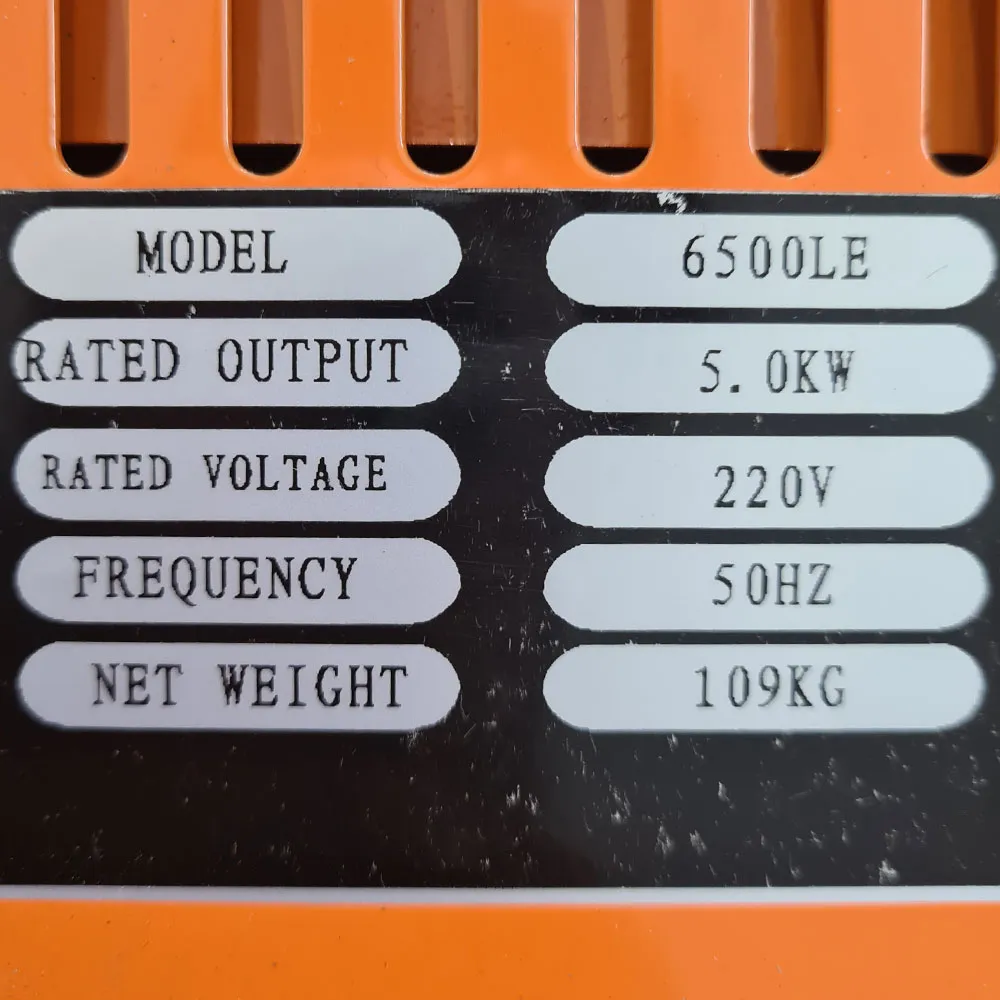 MODEL 6500LE
RATED OUTPUT 5.0KW
RATED VOLTAGE 220V
FREQUENCY 50HZ
NET WEIGHT 109KG